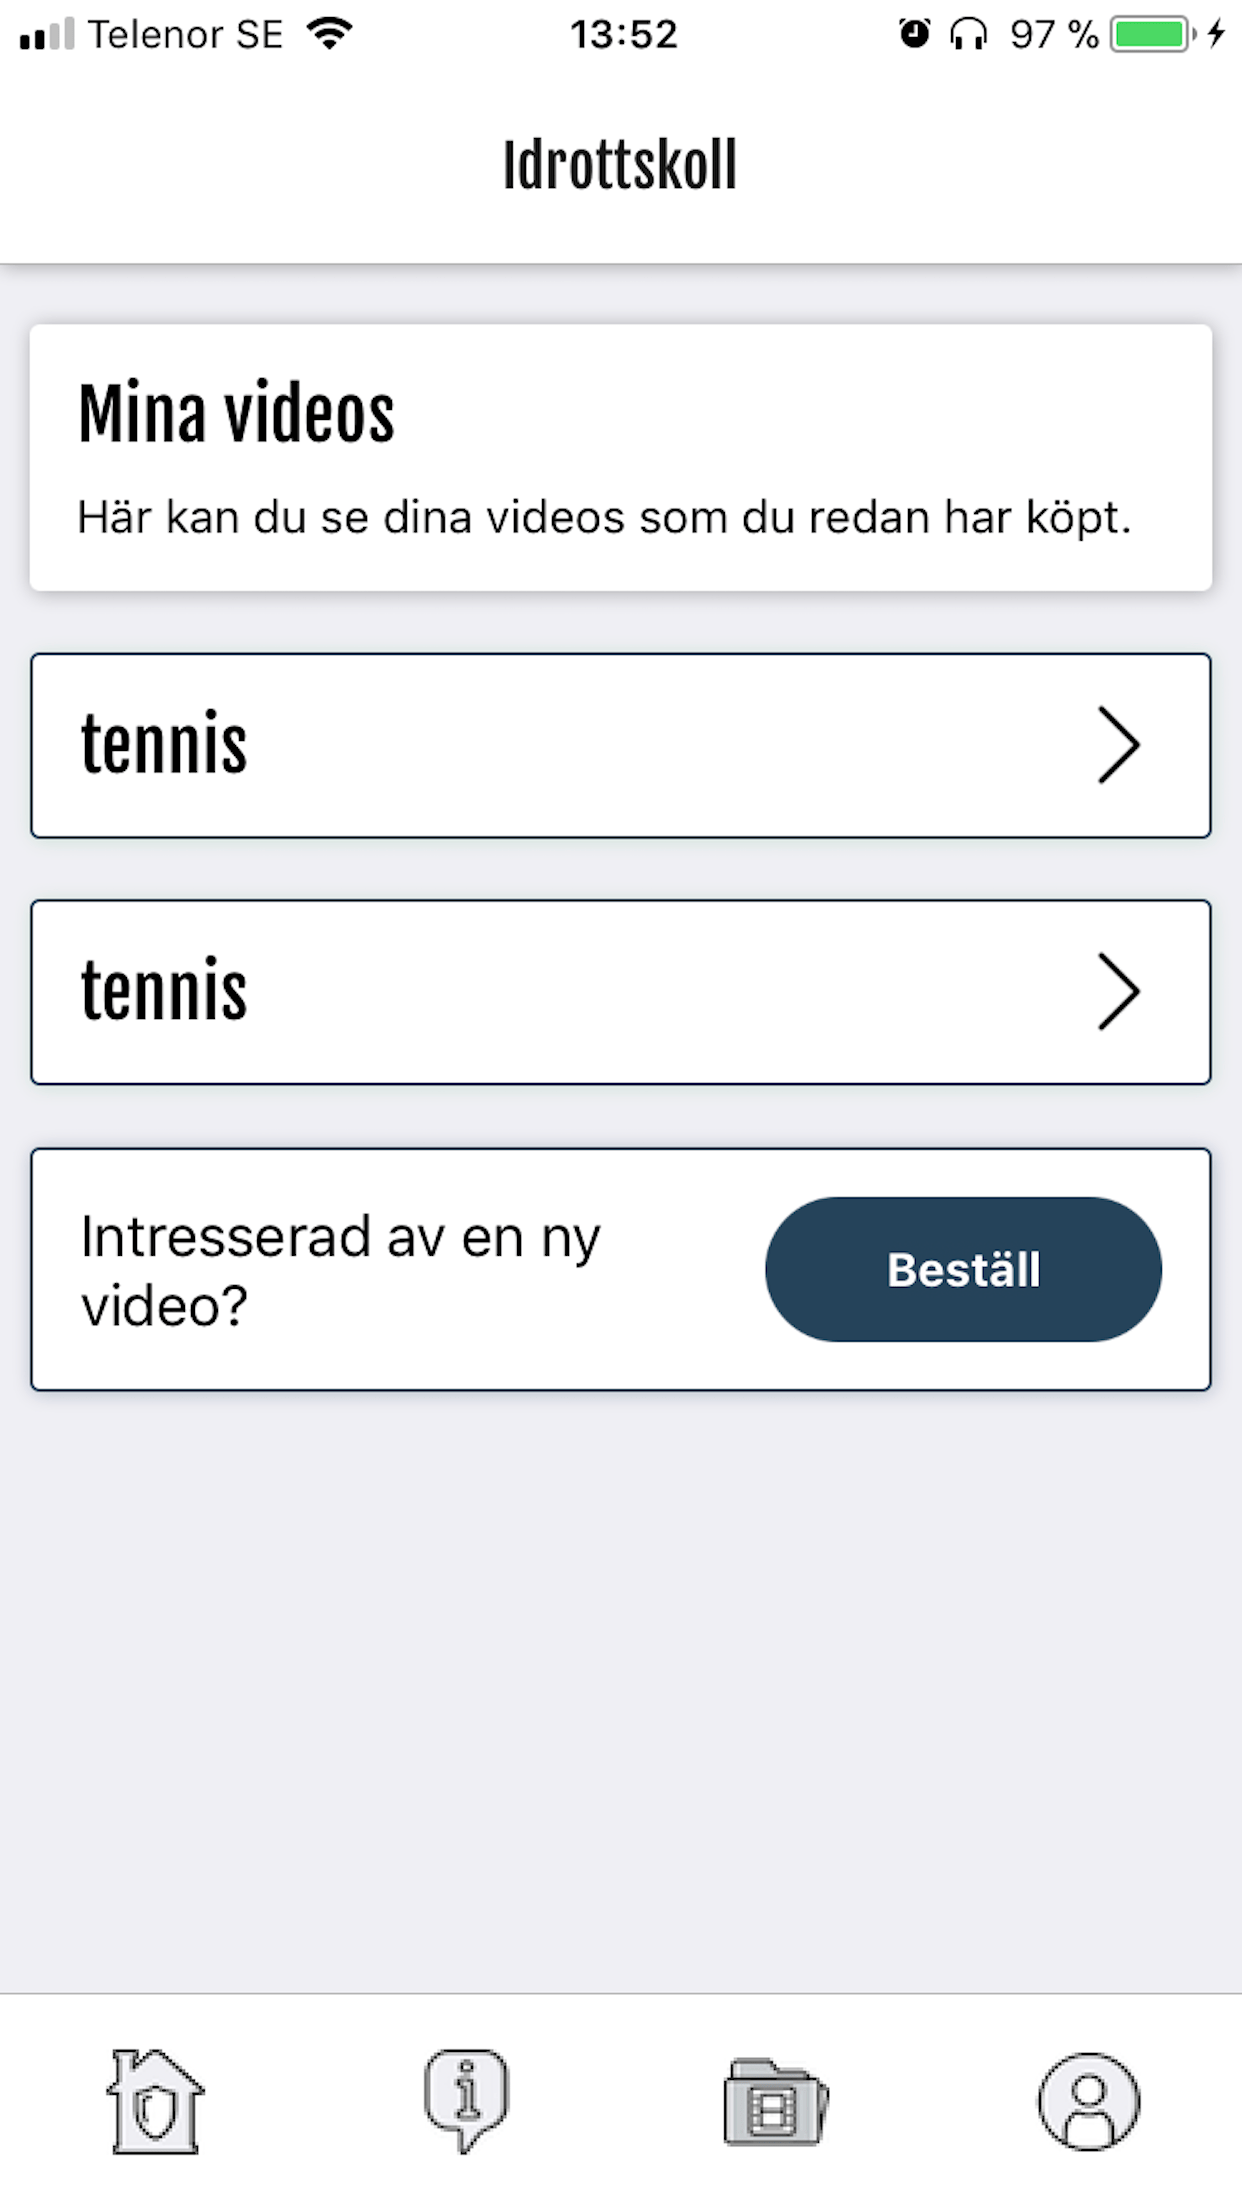 Telenor SE 13:52 97 %
Idrottskoll
Mina videos
Här kan du se dina videos som du redan har köpt.
tennis
tennis
Intresserad av en ny
video?
Beställ